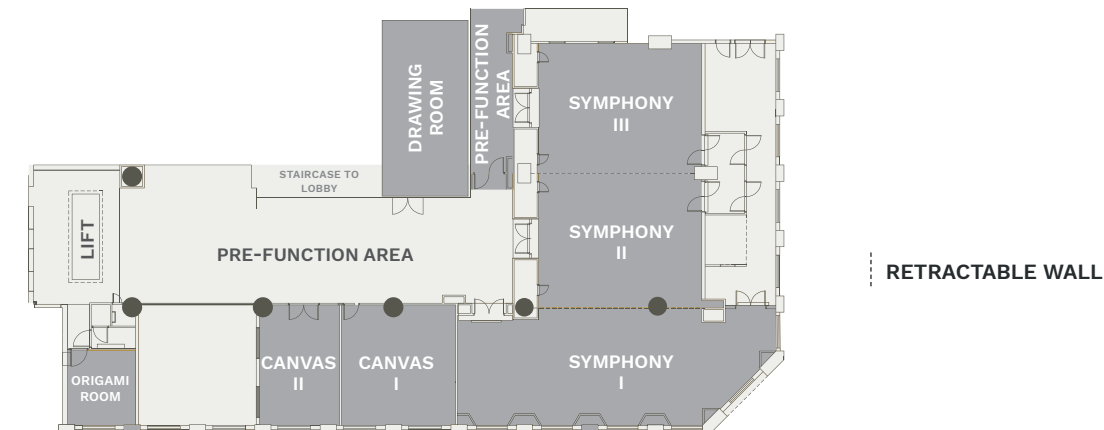 DRAWING
ROOM
PRE-FUNCTION
AREA
SYMPHONY
III
STAIRCASE TO
LOBBY
LIFT
PRE-FUNCTION AREA
SYMPHONY
II
RETRACTABLE WALL
ORIGAMI
ROOM
CANVAS
II
CANVAS
I
SYMPHONY
I